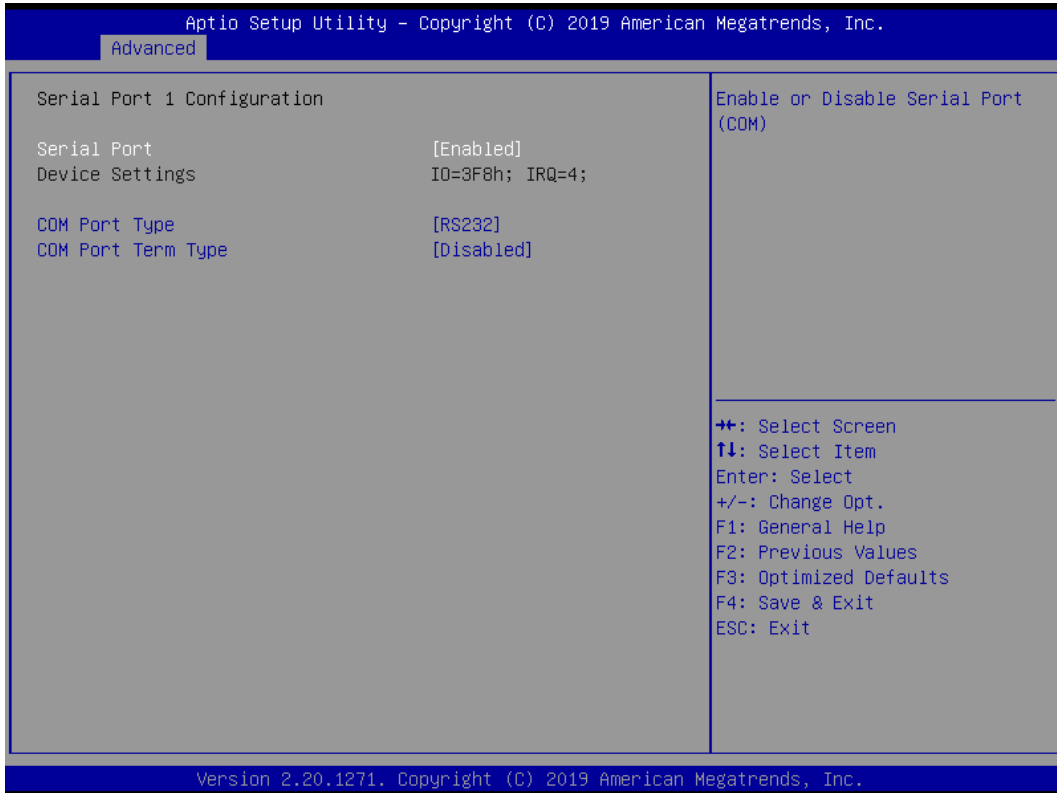 Aptio Setup Utility – Copyright (C) 2019 American Megatrends, Inc.
Advanced
Serial Port 1 Configuration
Serial Port [Enabled]
Device Settings IO=3F8h; IRQ=4;
COM Port Type [RS232]
COM Port Term Type [Disabled]
Enable or Disable Serial Port
(COM)
→←: Select Screen
↑↓: Select Item
Enter: Select
+/-: Change Opt.
F1: General Help
F2: Previous Values
F3: Optimized Defaults
F4: Save & Exit
ESC: Exit
Version 2.20.1271. Copyright (C) 2019 American Megatrends, Inc.